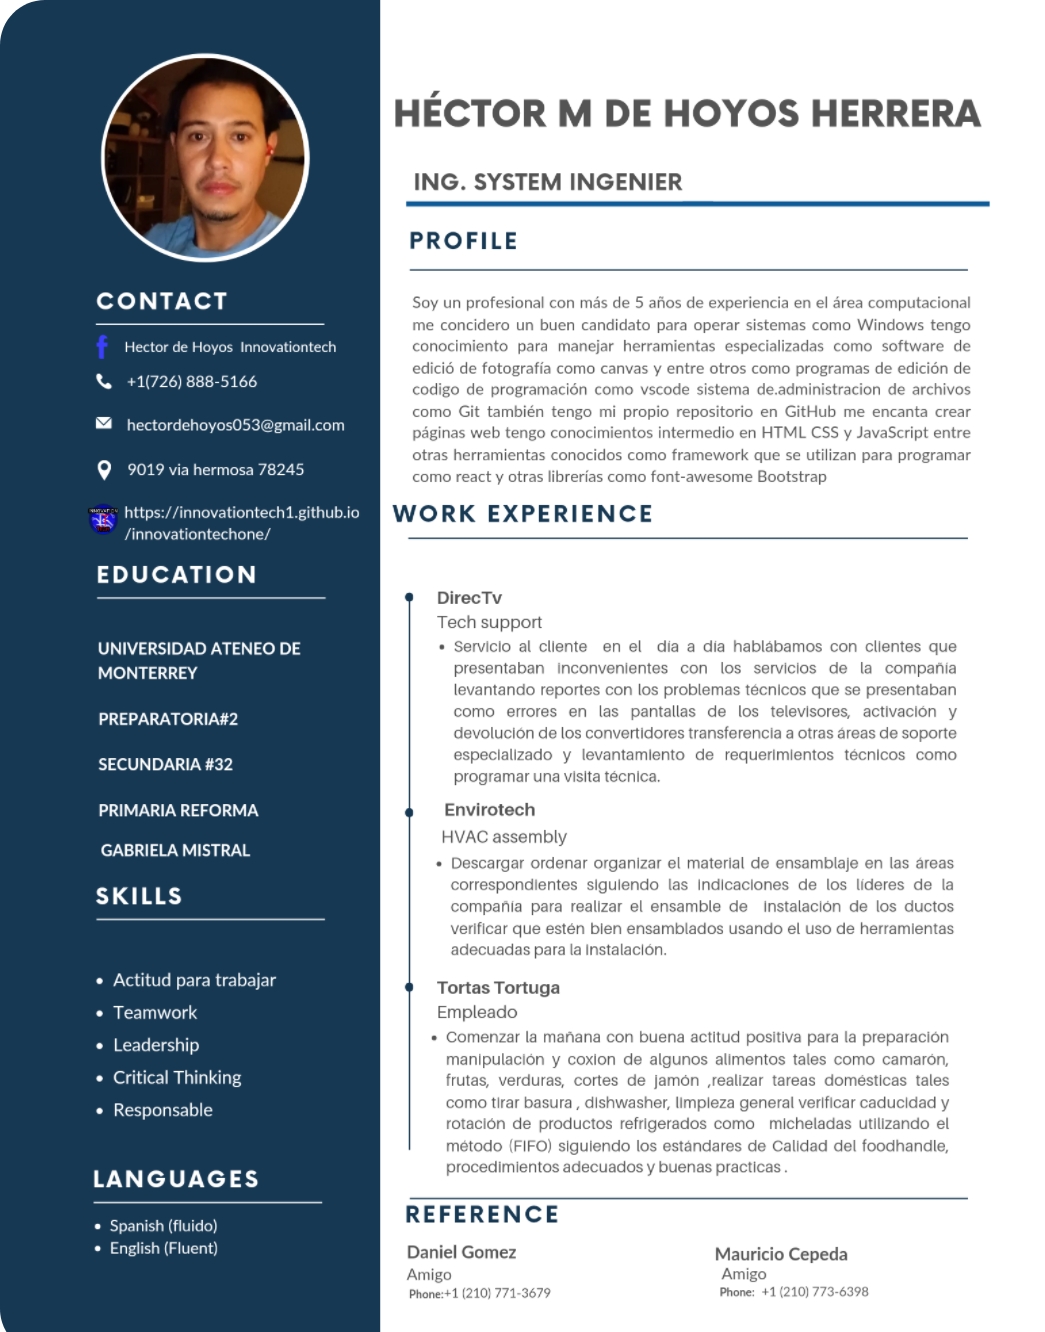 HÉCTOR M DE HOYOS HERRERA
ING. SYSTEM INGENIER
CONTACT
Hector de Hoyos Innovationtech
+1(726) 888-5166
hectordehoyos053@gmail.com
9019 via hermosa 78245
INNOVATION
https://innovationtech1.github.io
/innovationtechone/
EDUCATION
UNIVERSIDAD ATENEO DE
MONTERREY
PREPARATORIA#2
SECUNDARIA #32
PRIMARIA REFORMA
GABRIELA MISTRAL
SKILLS
• Actitud para trabajar
• Teamwork
• Leadership
• Critical Thinking
• Responsable
LANGUAGES
• Spanish (fluido)
• English (Fluent)
PROFILE
Soy un profesional con más de 5 años de experiencia en el área computacional
me concidero un buen candidato para operar sistemas como Windows tengo
conocimiento para manejar herramientas especializadas como software de
edició de fotografía como canvas y entre otros como programas de edición de
codigo de programación como vscode sistema de.administracion de archivos
como Git también tengo mi propio repositorio en GitHub me encanta crear
páginas web tengo conocimientos intermedio en HTML CSS y JavaScript entre
otras herramientas conocidos como framework que se utilizan para programar
como react y otras librerías como font-awesome Bootstrap
WORK EXPERIENCE
DirecTv
Tech support
• Servicio al cliente en el día a día hablábamos con clientes que
presentaban inconvenientes con los servicios de la compañía
levantando reportes con los problemas técnicos que se presentaban
como errores en las pantallas de los televisores, activación y
devolución de los convertidores transferencia a otras áreas de soporte
especializado y levantamiento de requerimientos técnicos como
programar una visita técnica.
Envirotech
HVAC assembly
• Descargar ordenar organizar el material de ensamblaje en las áreas
correspondientes siguiendo las indicaciones de los líderes de la
compañía para realizar el ensamble de instalación de los ductos
verificar que estén bien ensamblados usando el uso de herramientas
adecuadas para la instalación.
Tortas Tortuga
Empleado
• Comenzar la mañana con buena actitud positiva para la preparación
manipulación y coxion de algunos alimentos tales como camarón,
frutas, verduras, cortes de jamón ,realizar tareas domésticas tales
como tirar basura , dishwasher, limpieza general verificar caducidad y
rotación de productos refrigerados como micheladas utilizando el
método (FIFO) siguiendo los estándares de Calidad del foodhandle,
procedimientos adecuados y buenas practicas .
REFERENCE
Daniel Gomez
Amigo
Phone:+1 (210) 771-3679
Mauricio Cepeda
Amigo
Phone: +1 (210) 773-6398